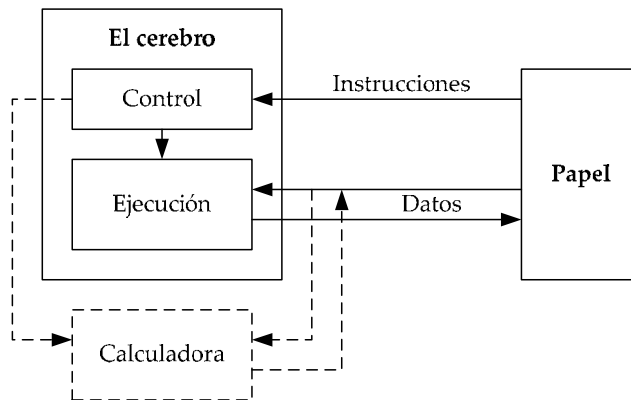 El cerebro
Control
Instrucciones
Papel
Ejecución
Datos
Calculadora